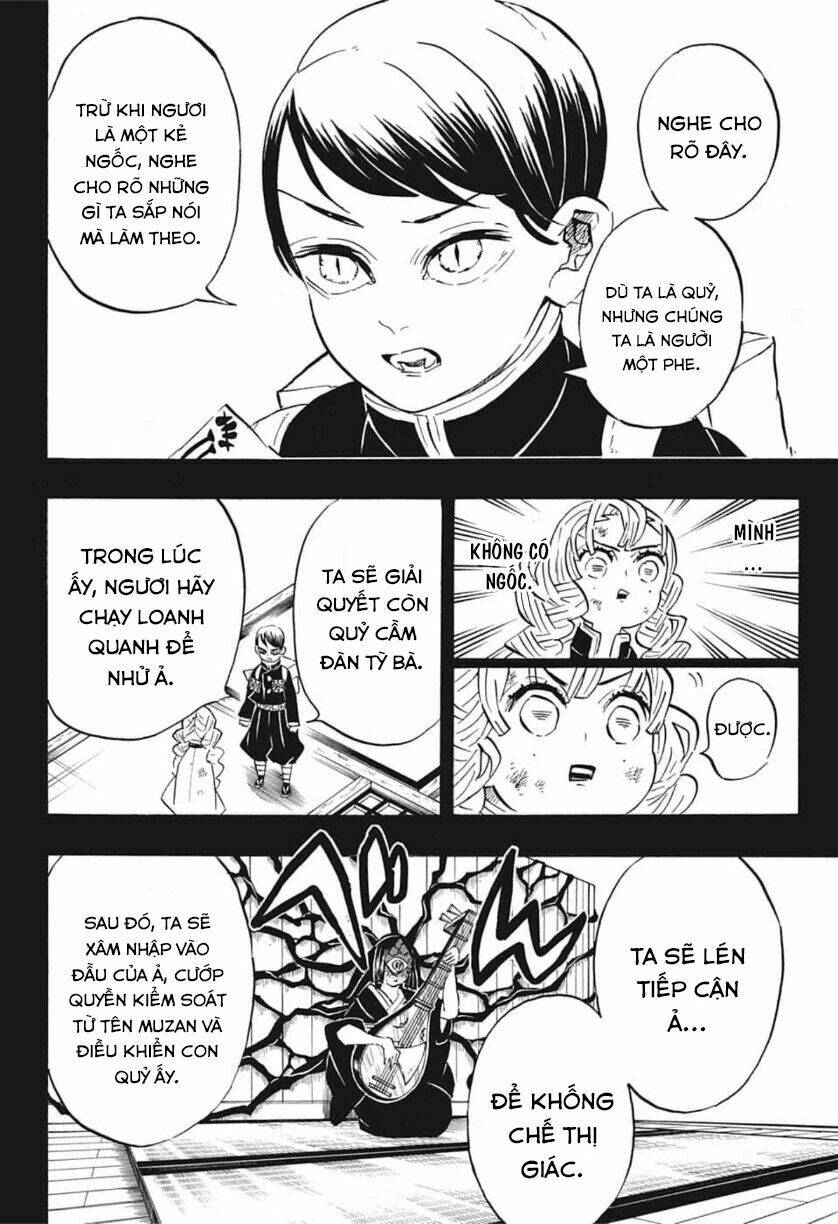 NGHE CHO
RÕ ĐÂY.
DÙ TA LÀ QUỶ,
NHƯNG CHÚNG
TA LÀ NGƯỜI
MỘT PHE.
TRỪ KHI NGƯƠI
LÀ MỘT KẺ
NGỐC, NGHE
CHO RÕ NHỮNG
GÌ TA SẮP NÓI
MÀ LÀM THEO.
MÌNH
...
KHÔNG CÓ
NGỐC.
ĐƯỢC.
TA SẼ GIẢI
QUYẾT CÒN
QUỶ CẦM
ĐÀN TỲ BÀ.
TRONG LÚC
ẤY, NGƯƠI HÃY
CHẠY LOANH
QUANH ĐỂ
NHỬ Ả.
TA SẼ LÉN
TIẾP CẬN
Ả...
ĐỂ KHỐNG
CHẾ THỊ
GIÁC.
ベベン
SAU ĐÓ, TA SẼ
XÂM NHẬP VÀO
ĐẦU CỦA Ả, CƯỚP
QUYỀN KIỂM SOÁT
TỪ TÊN MUZAN VÀ
ĐIỀU KHIỂN CON
QUỶ ẤY.